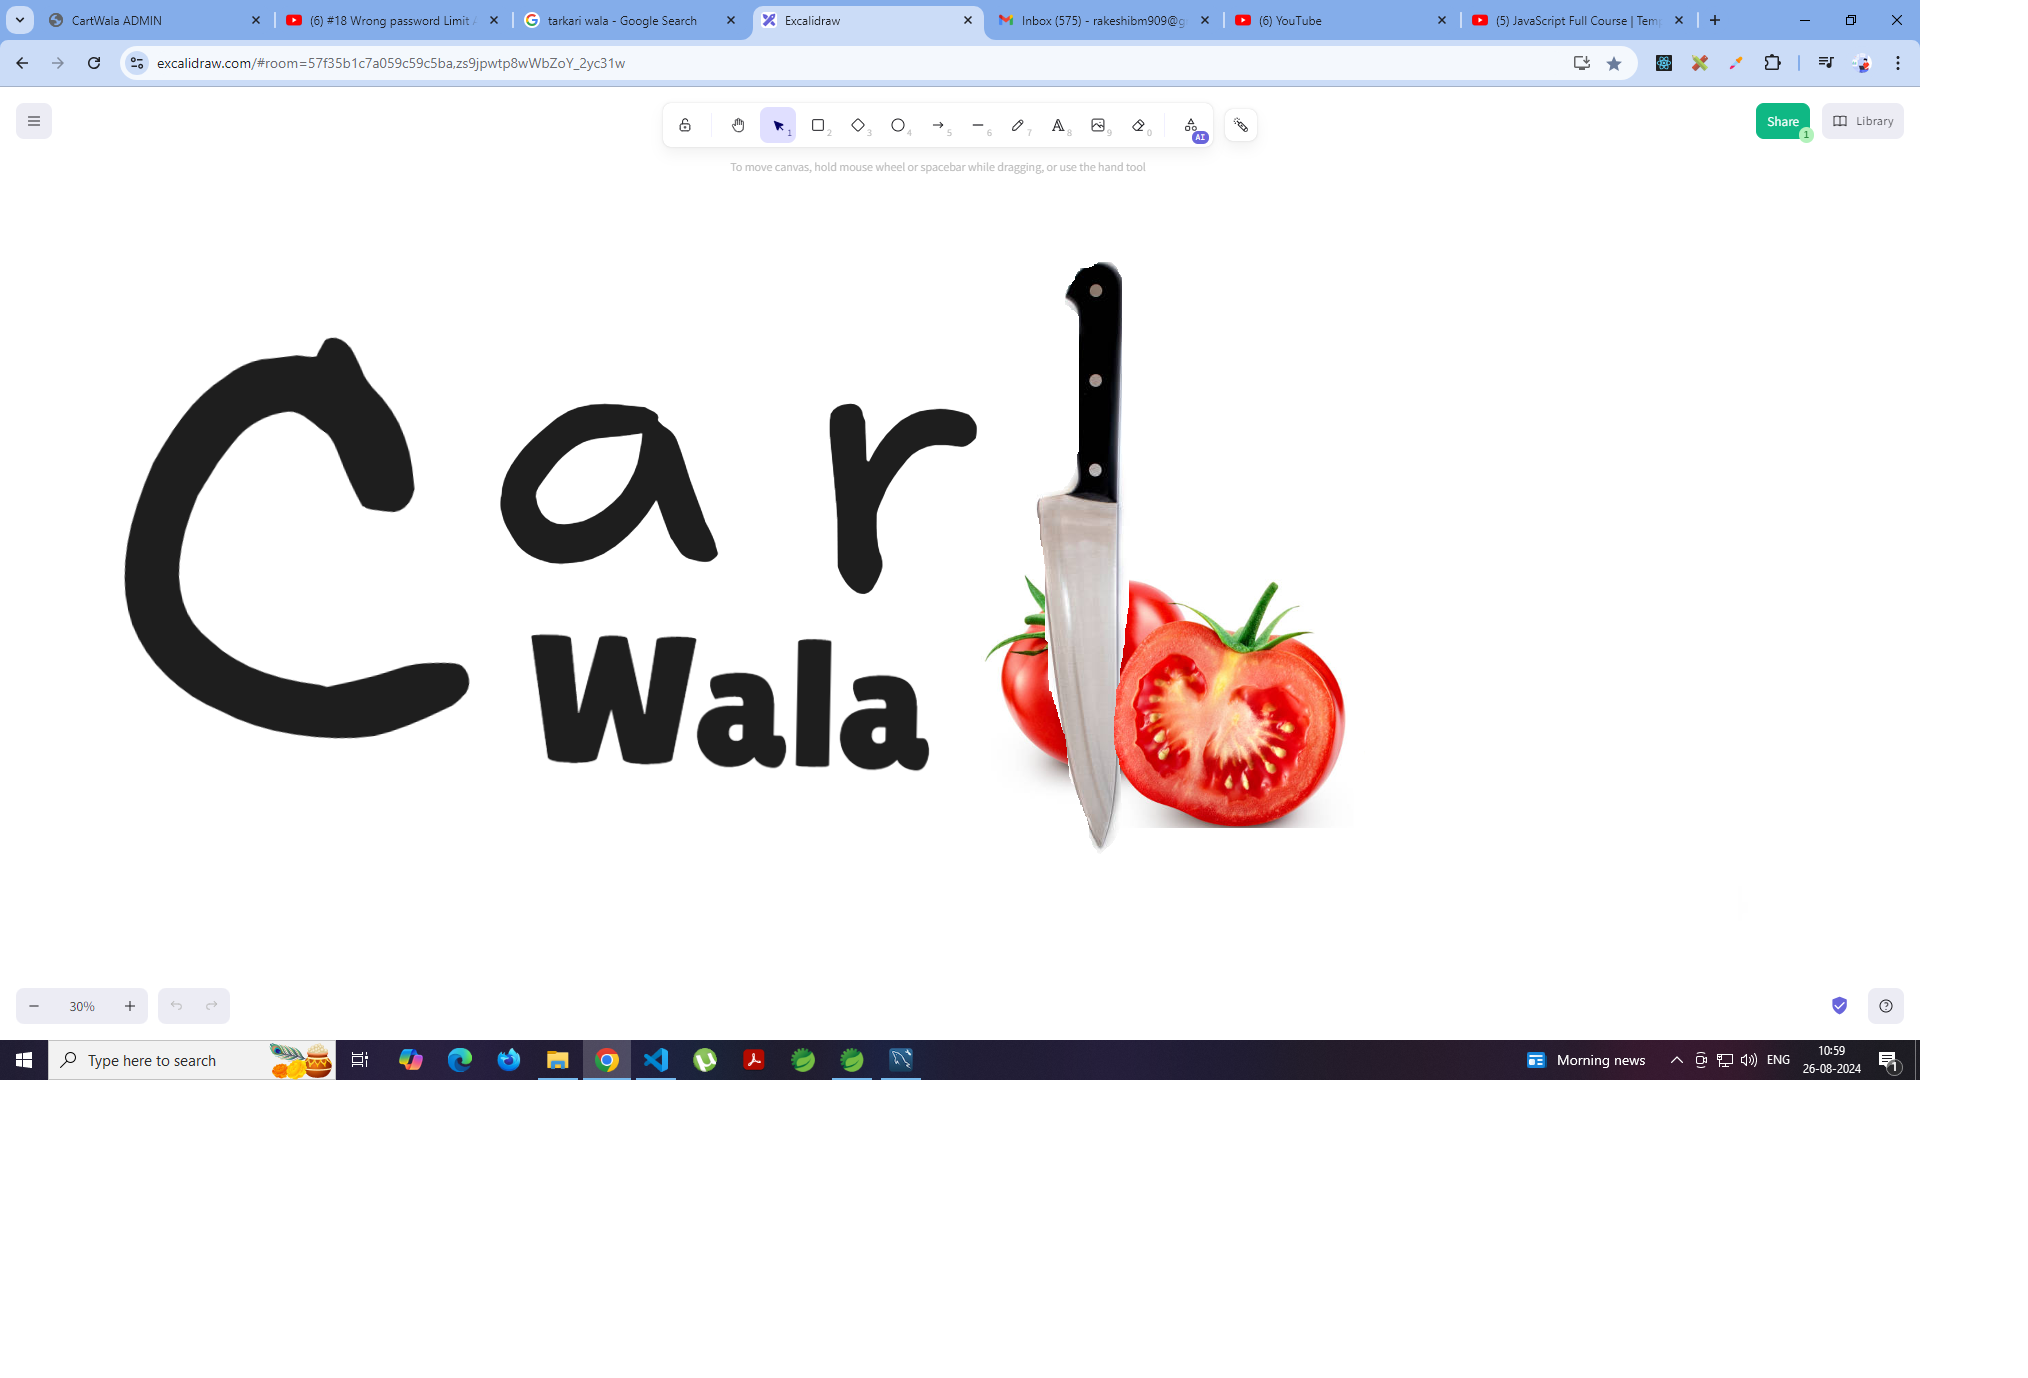 CartWala ADMIN
(6) #18 Wrong password Limit
tarkari wala - Google Search
Excalidraw
Inbox (575) - rakeshibm909@g
(6) YouTube
(5) JavaScript Full Course | Temp
excalidraw.com/#room=57f35b1c7a059c59c5ba,zs9jpwtp8wWbZoY_2yc31w
1
2
3
4
5
6
7
8
9
0
AI
Share
1
Library
To move canvas, hold mouse wheel or spacebar while dragging, or use the hand tool
Car
Wala
30%
Type here to search
Morning news
ENG
10:59
26-08-2024
1